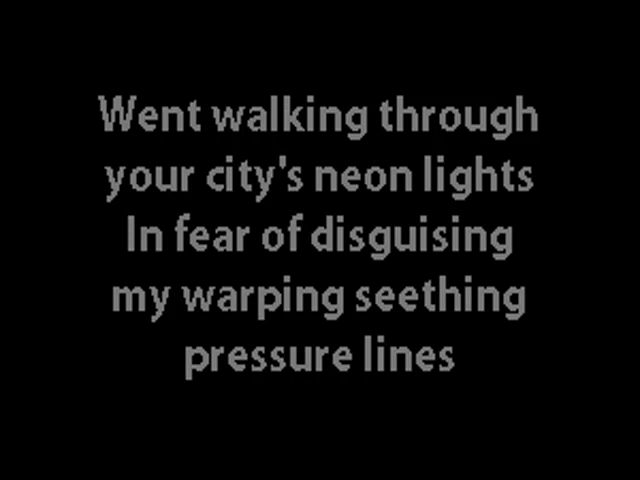 Went walking through
your city's neon lights
In fear of disguising
my warping seething
pressure lines